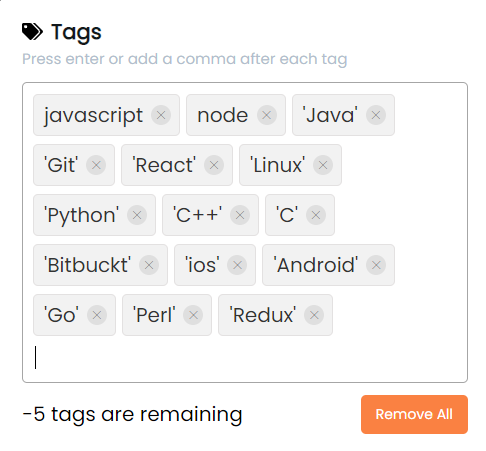 Tags
Press enter or add a comma after each tag
javascript node 'Java'
'Git' 'React' 'Linux'
'Python' 'C++' 'C'
'Bitbuckt' 'ios' 'Android'
'Go' 'Perl' 'Redux'
-5 tags are remaining Remove All